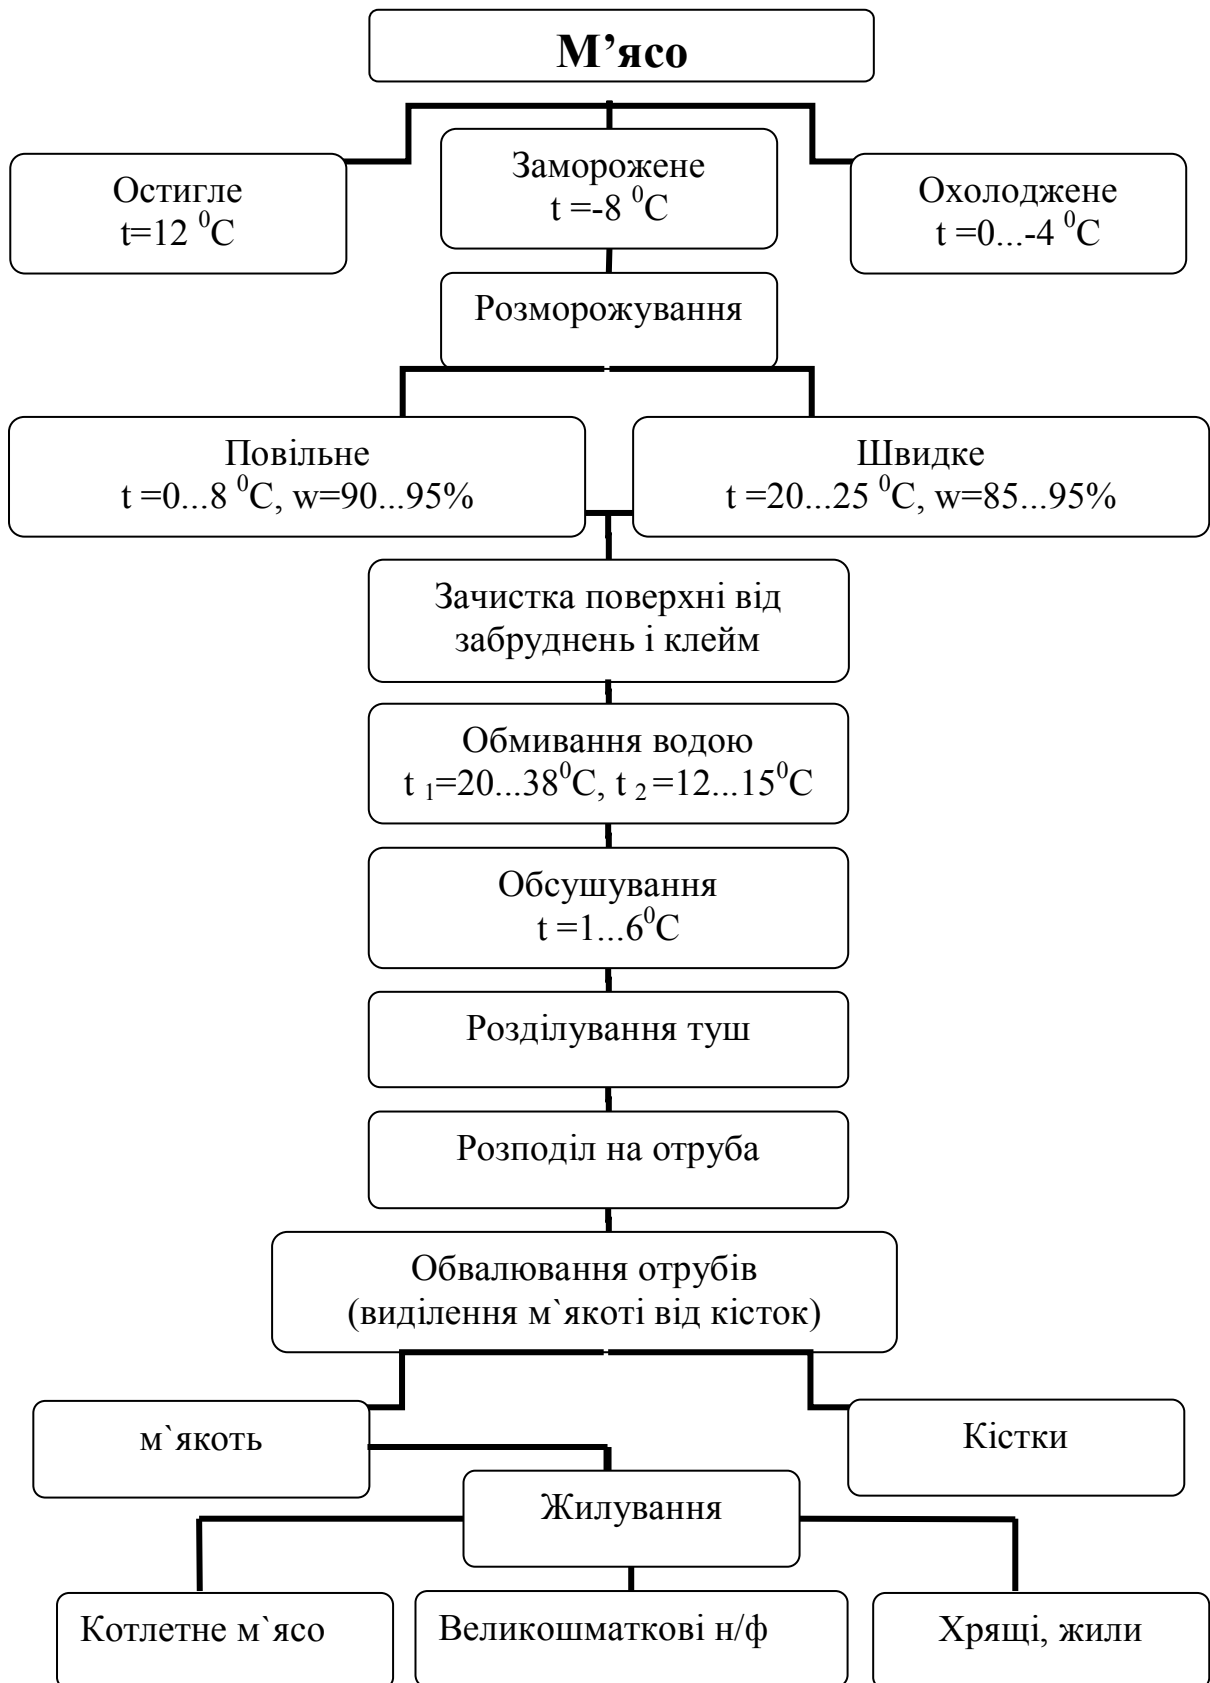 М’ясо
Остигле
t=12 ⁰C
Заморожене
t =-8 ⁰C
Охолоджене
t =0...-4 ⁰C
Розморожування
Повільне
t =0...8 ⁰C, w=90...95%
Швидке
t =20...25 ⁰C, w=85...95%
Зачистка поверхні від
забруднень і клейм
Обмивання водою
t ₁=20...38⁰C, t ₂ =12...15⁰C
Обсушування
t =1...6⁰C
Розділування туш
Розподіл на отруба
Обвалювання отрубів
(виділення м`якоті від кісток)
м`якоть
Кістки
Жилування
Котлетне м`ясо
Великошматкові н/ф
Хрящі, жили